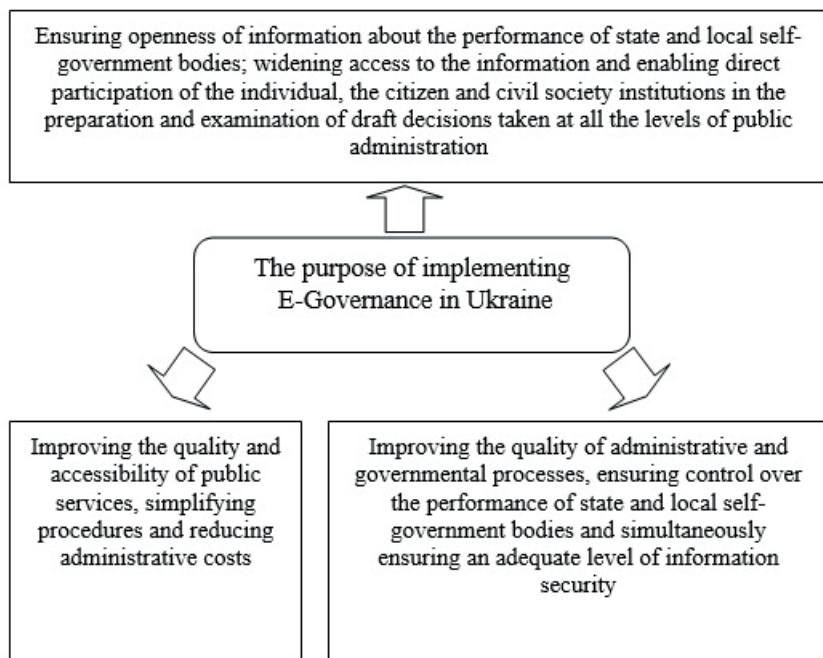 Ensuring openness of information about the performance of state and local self-
government bodies; widening access to the information and enabling direct
participation of the individual, the citizen and civil society institutions in the
preparation and examination of draft decisions taken at all the levels of public
administration
The purpose of implementing
E-Governance in Ukraine
Improving the quality and
accessibility of public
services, simplifying
procedures and reducing
administrative costs
Improving the quality of administrative and
governmental processes, ensuring control over
the performance of state and local self-
government bodies and simultaneously
ensuring an adequate level of information
security